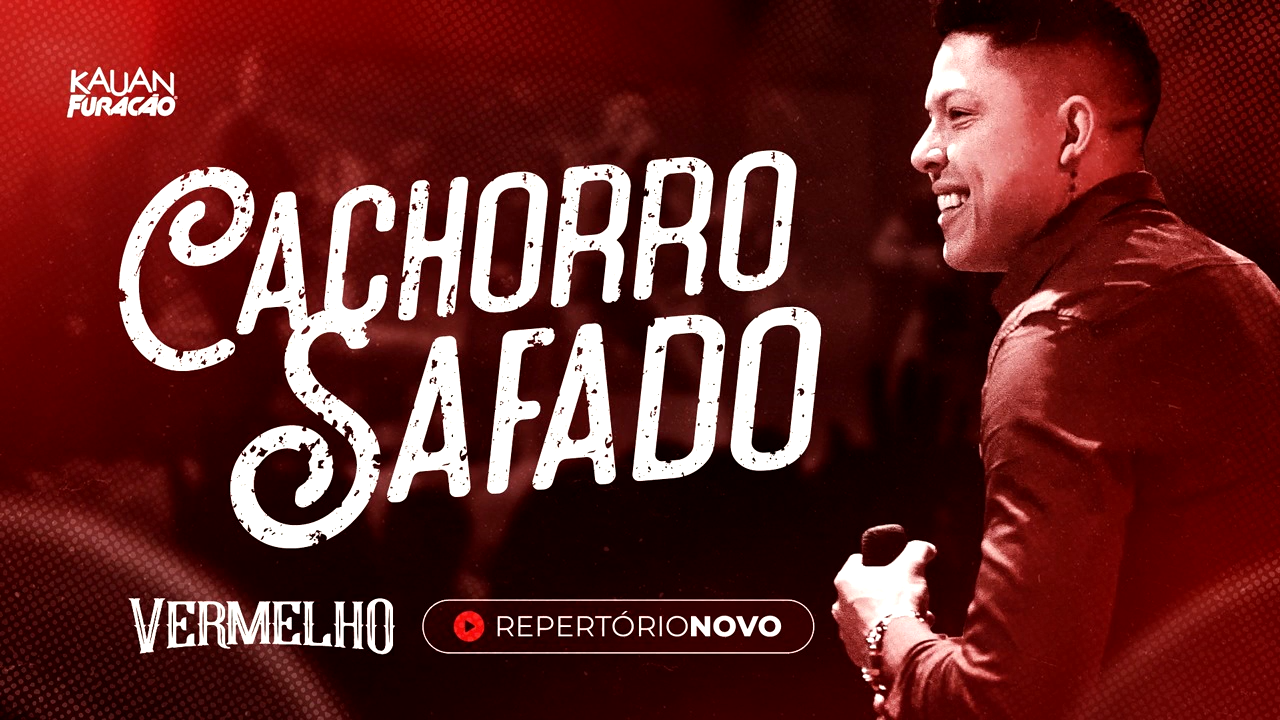 KAUAN
FURACÃO
CACHORRO
SAFADO
VERMELHO
REPERTÓRIONOVO